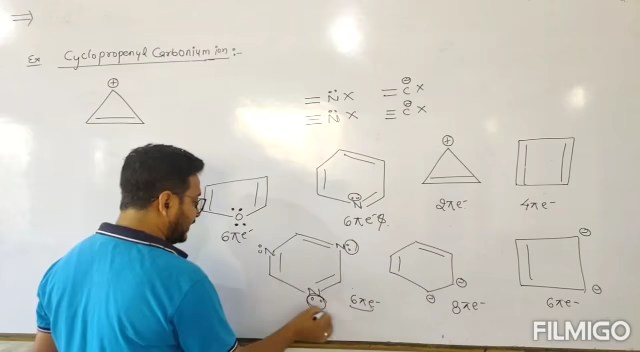 ⇒
Ex Cyclopropenyl Carbonium ion :-
⊕
= N̈ X = C⊖ X
≡ N̈ X ≡ C⊖ X
⊕
N
6πe⁻s
2πe⁻
4πe⁻
O
6πe⁻
N N
N
6πe⁻
⊖ ⊖
8πe⁻
⊖
⊖
6πe⁻
FILMIGO